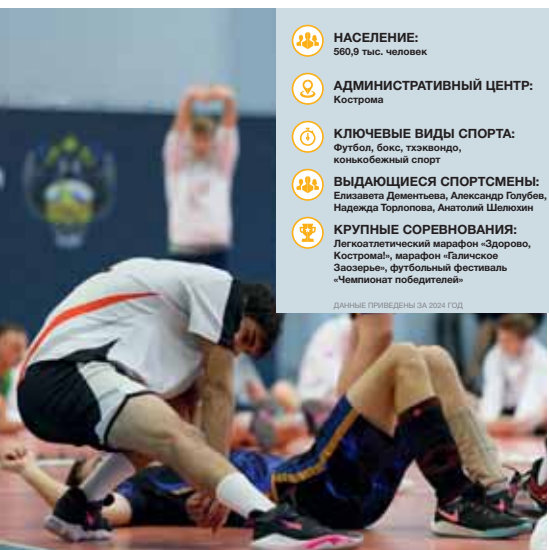 НАСЕЛЕНИЕ:
560,9 тыс. человек
АДМИНИСТРАТИВНЫЙ ЦЕНТР:
Кострома
КЛЮЧЕВЫЕ ВИДЫ СПОРТА:
Футбол, бокс, тхэквондо,
конькобежный спорт
ВЫДАЮЩИЕСЯ СПОРТСМЕНЫ:
Елизавета Дементьева, Александр Голубев,
Надежда Торлопова, Анатолий Шелюхин
КРУПНЫЕ СОРЕВНОВАНИЯ:
Легкоатлетический марафон «Здорово,
Кострома!», марафон «Галичское
Заозерье», футбольный фестиваль
«Чемпионат победителей»
ДАННЫЕ ПРИВЕДЕНЫ ЗА 2024 ГОД